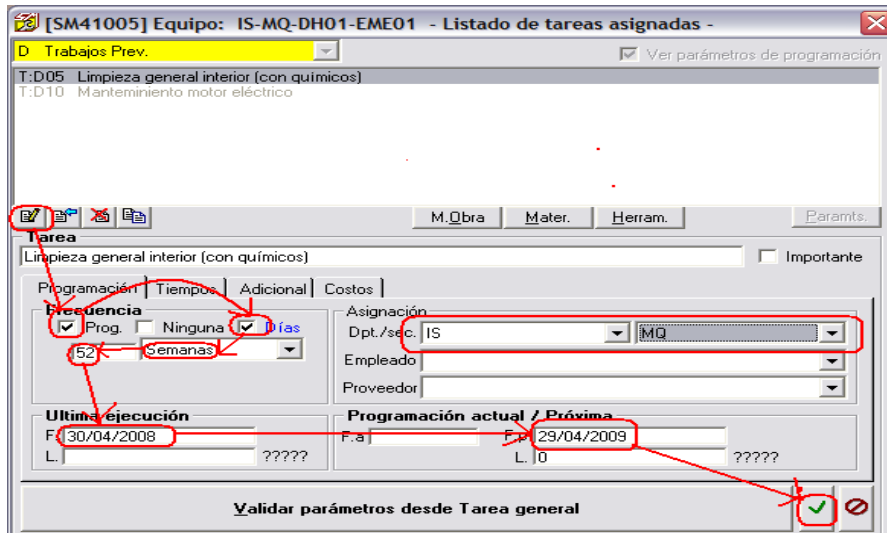 [SM41005] Equipo: IS-MQ-DH01-EME01 - Listado de tareas asignadas -
D Trabajos Prev.
Ver parámetros de programación
T:D05 Limpieza general interior (con químicos)
T:D10 Manteminiento motor eléctrico
M.Obra Mater. Herram. Paramts.
Tarea
Limpieza general interior (con químicos) Importante
Programación Tiempos Adicional Costos
Frecuencia Asignación
Prog. Ninguna Días Dpt./sec. IS MQ
52 Semanas Empleado
Proveedor
Ultima ejecución Programación actual / Próxima
F. 30/04/2008 F.a F.p 29/04/2009
L. ????? L. 0 ?????
Validar parámetros desde Tarea general